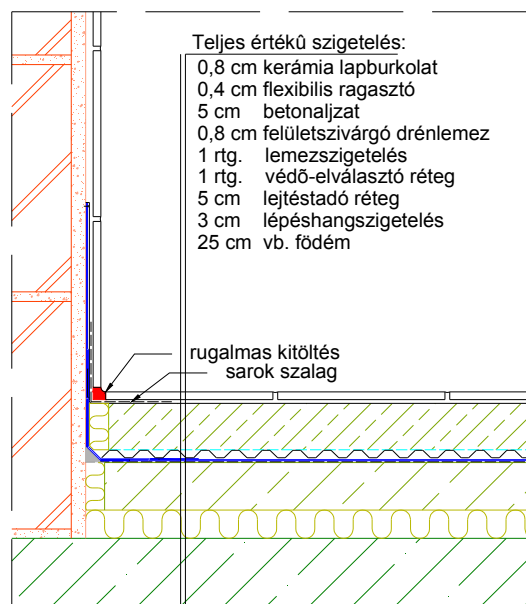 Teljes értékû szigetelés:
0,8 cm kerámia lapburkolat
0,4 cm flexibilis ragasztó
5 cm betonaljzat
0,8 cm felületszivárgó drénlemez
1 rtg. lemezszigetelés
1 rtg. védõ-elválasztó réteg
5 cm lejtéstadó réteg
3 cm lépéshangszigetelés
25 cm vb. födém
rugalmas kitöltés
sarok szalag